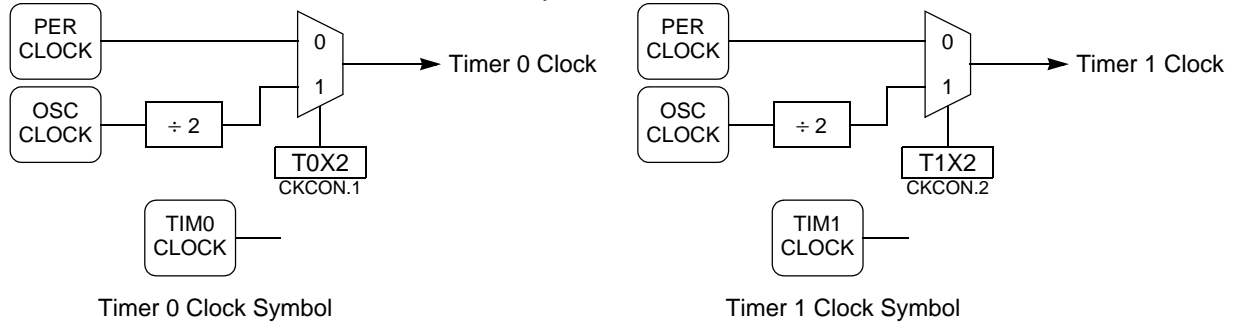 PER
CLOCK
0
Timer 0 Clock
1
OSC
CLOCK
÷ 2
T0X2
CKCON.1
TIM0
CLOCK
Timer 0 Clock Symbol
PER
CLOCK
0
Timer 1 Clock
1
OSC
CLOCK
÷ 2
T1X2
CKCON.2
TIM1
CLOCK
Timer 1 Clock Symbol